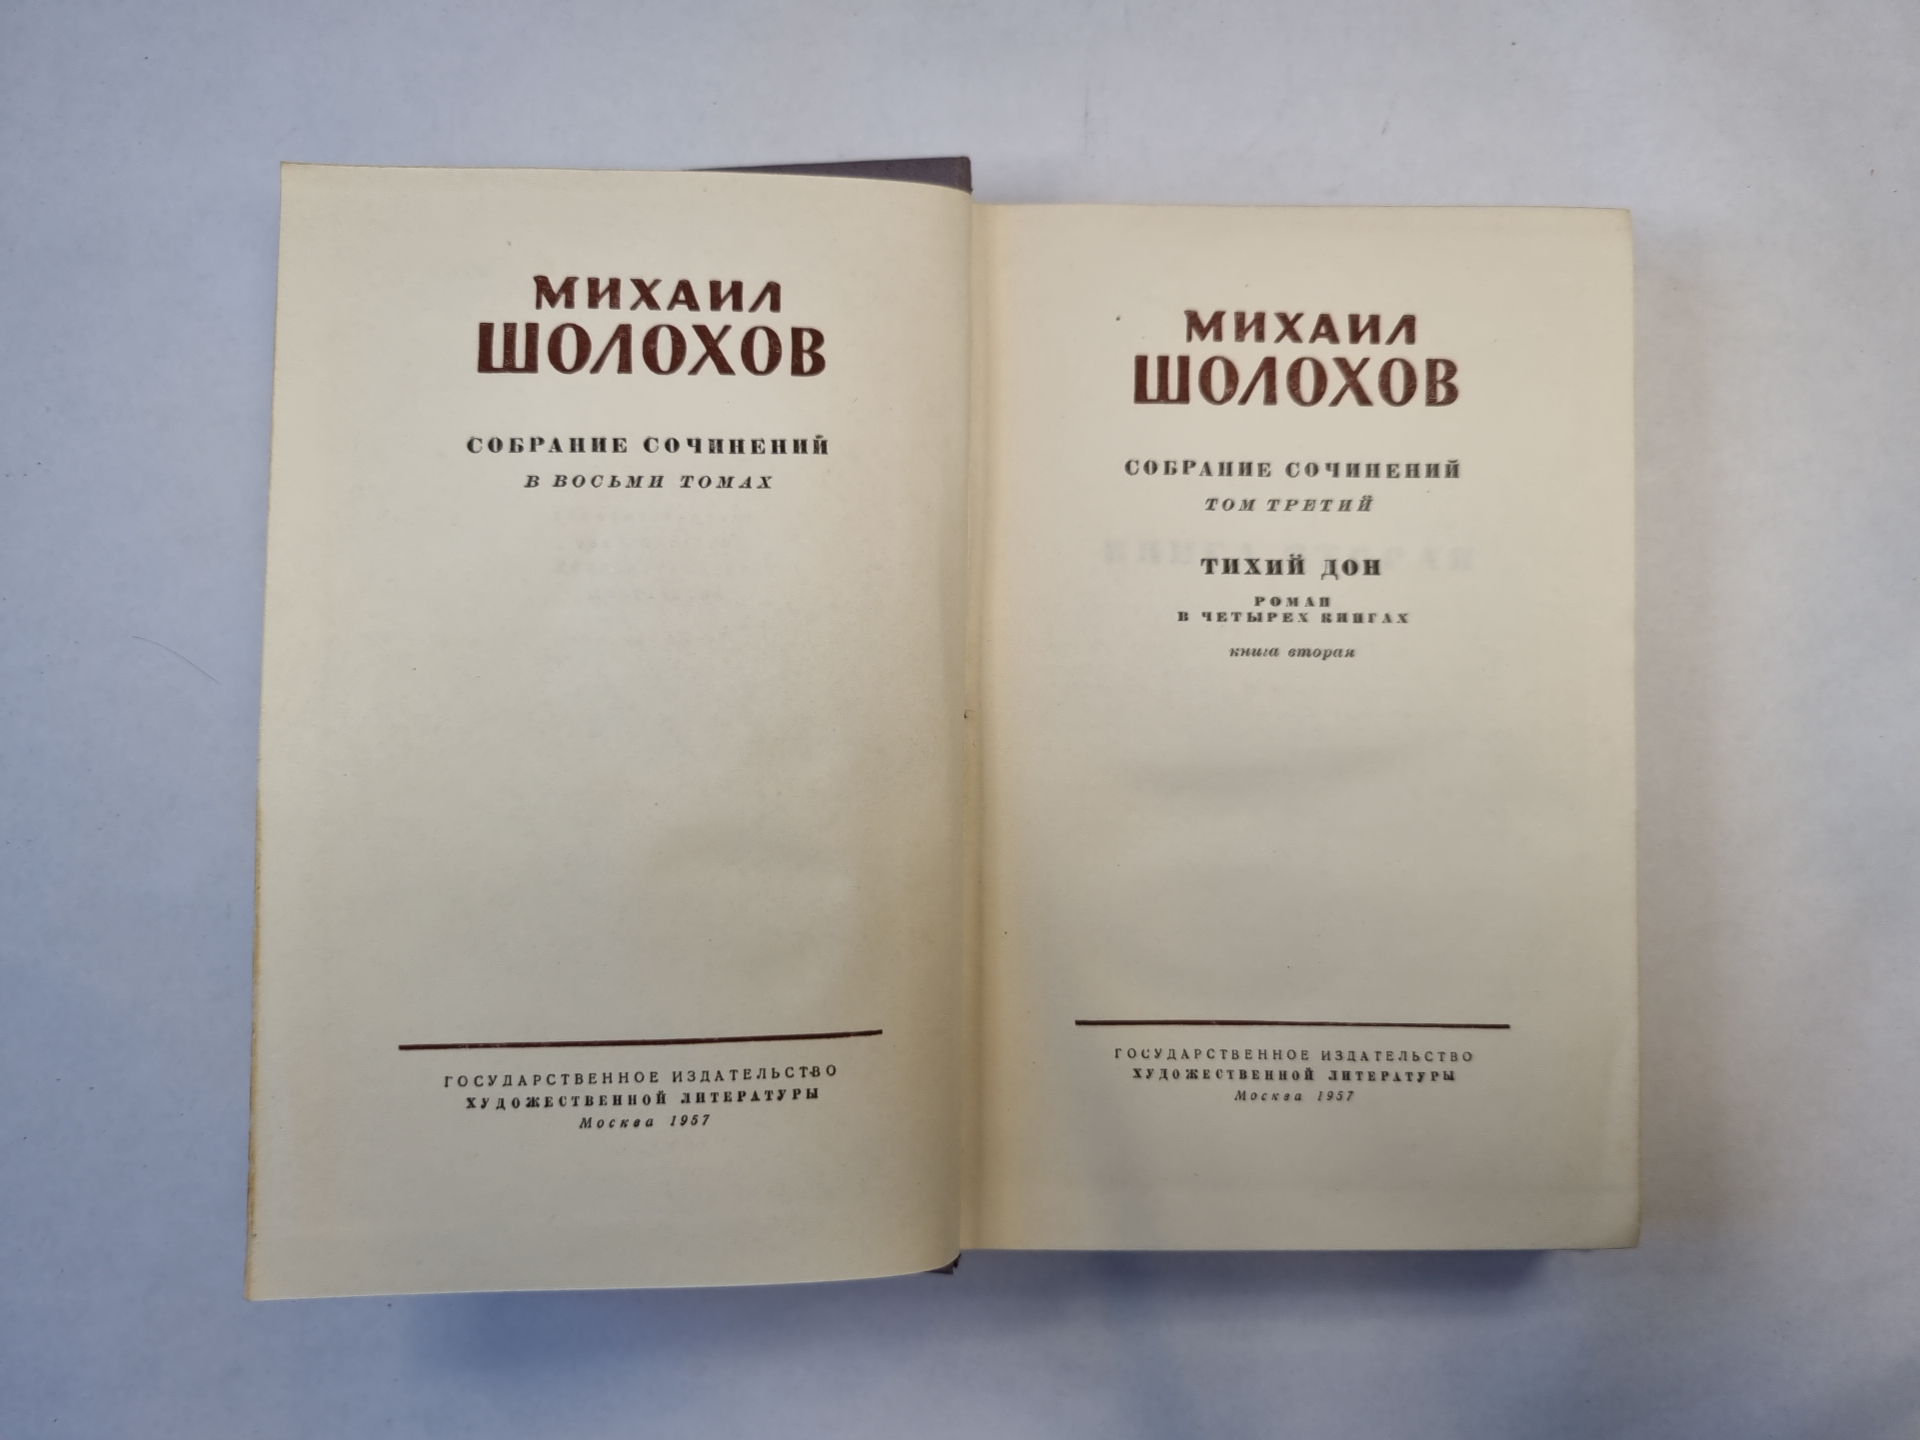 МИХАИЛ
ШОЛОХОВ
СОБРАНИЕ СОЧИНЕНИЙ
В ВОСЬМИ ТОМАХ
ГОСУДАРСТВЕННОЕ ИЗДАТЕЛЬСТВО
ХУДОЖЕСТВЕННОЙ ЛИТЕРАТУРЫ
Москва 1957
МИХАИЛ
ШОЛОХОВ
СОБРАНИЕ СОЧИНЕНИЙ
ТОМ ТРЕТИЙ
ТИХИЙ ДОН
РОМАН
В ЧЕТЫРЕХ КНИГАХ
книга вторая
ГОСУДАРСТВЕННОЕ ИЗДАТЕЛЬСТВО
ХУДОЖЕСТВЕННОЙ ЛИТЕРАТУРЫ
Москва 1957